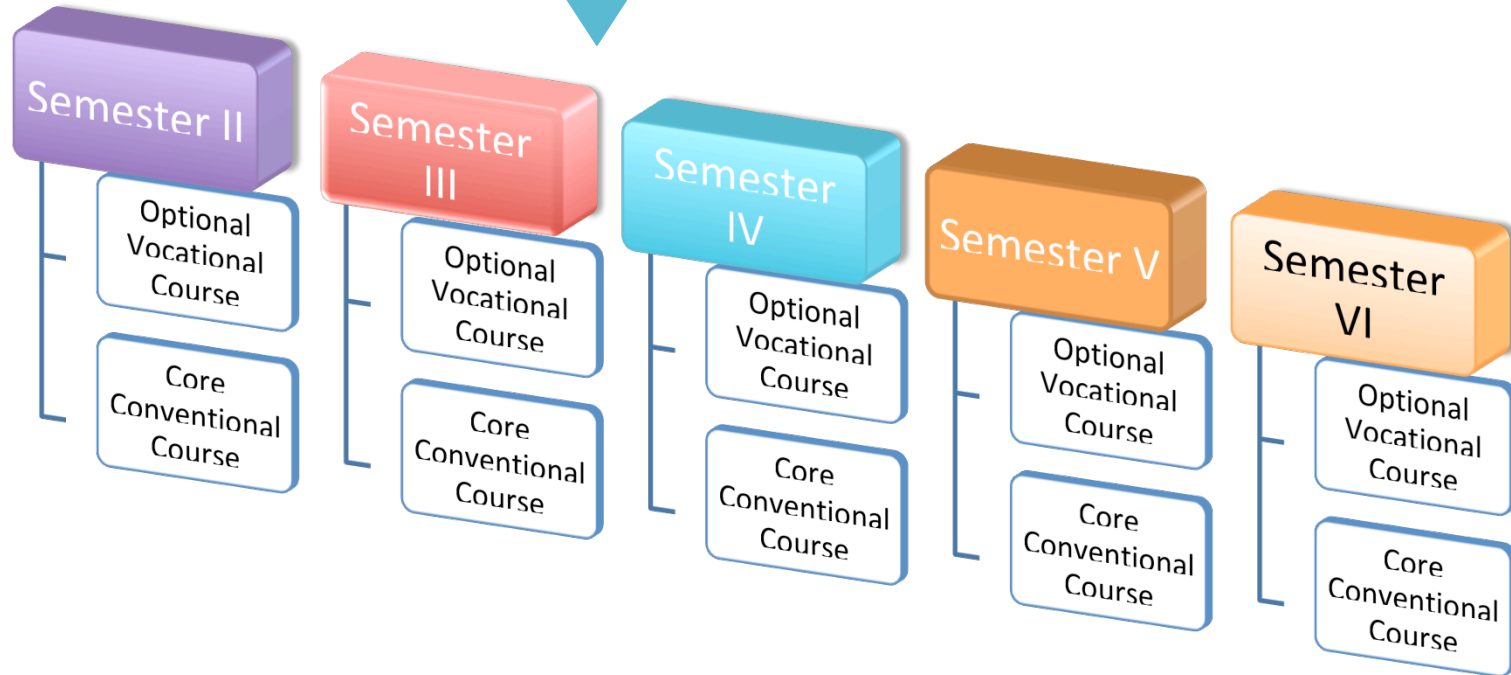 Semester II
Optional
Vocational
Course
Core
Conventional
Course
Semester
III
Optional
Vocational
Course
Core
Conventional
Course
Semester
IV
Optional
Vocational
Course
Core
Conventional
Course
Semester V
Optional
Vocational
Course
Core
Conventional
Course
Semester
VI
Optional
Vocational
Course
Core
Conventional
Course